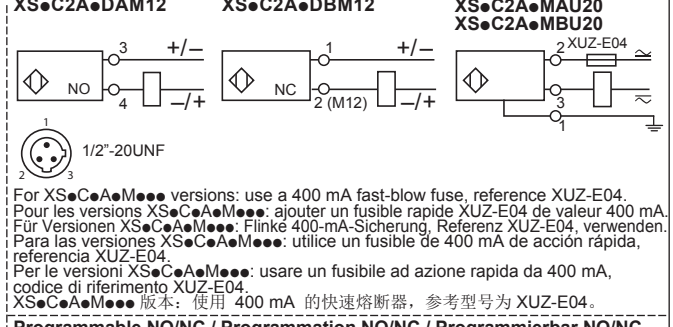 XS●C2A●DAM12 XS●C2A●DBM12 XS●C2A●MAU20
XS●C2A●MBU20
3 +/–
NO
4 –/+
1 +/–
NC
2 (M12) –/+
2 XUZ-E04
3
1
1
2 3
1/2"-20UNF
For XS●C●A●M●●● versions: use a 400 mA fast-blow fuse, reference XUZ-E04.
Pour les versions XS●C●A●M●●●: ajouter un fusible rapide XUZ-E04 de valeur 400 mA.
Für Versionen XS●C●A●M●●●: Flinke 400-mA-Sicherung, Referenz XUZ-E04, verwenden.
Para las versiones XS●C●A●M●●●: utilice un fusible de 400 mA de acción rápida,
referencia XUZ-E04.
Per le versioni XS●C●A●M●●●: usare un fusibile ad azione rapida da 400 mA,
codice di riferimento XUZ-E04.
XS●C●A●M●●● 版本：使用 400 mA 的快速熔断器，参考型号为 XUZ-E04。
Programmable NO/NC / Programmation NO/NC / Programmierbar NO/NC